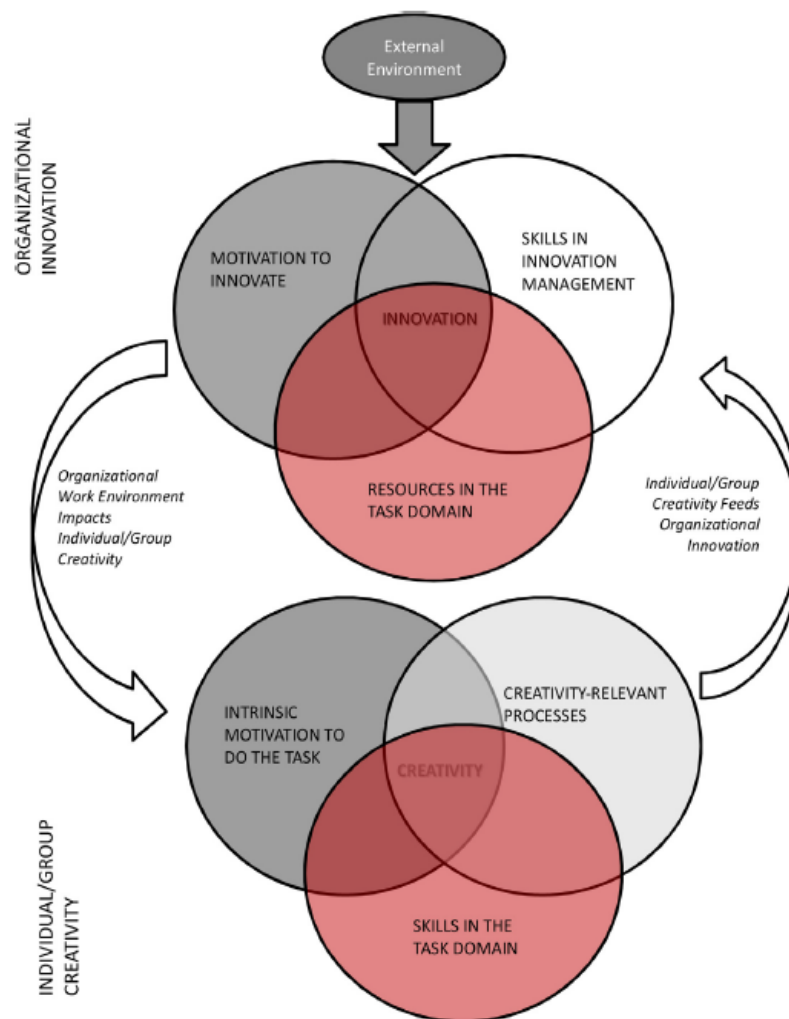 External
Environment
ORGANIZATIONAL
INNOVATION
MOTIVATION TO
INNOVATE
SKILLS IN
INNOVATION
MANAGEMENT
INNOVATION
RESOURCES IN THE
TASK DOMAIN
Organizational
Work Environment
Impacts
Individual/Group
Creativity
Individual/Group
Creativity Feeds
Organizational
Innovation
INTRINSIC
MOTIVATION TO
DO THE TASK
CREATIVITY-RELEVANT
PROCESSES
CREATIVITY
SKILLS IN THE
TASK DOMAIN
INDIVIDUAL/GROUP
CREATIVITY